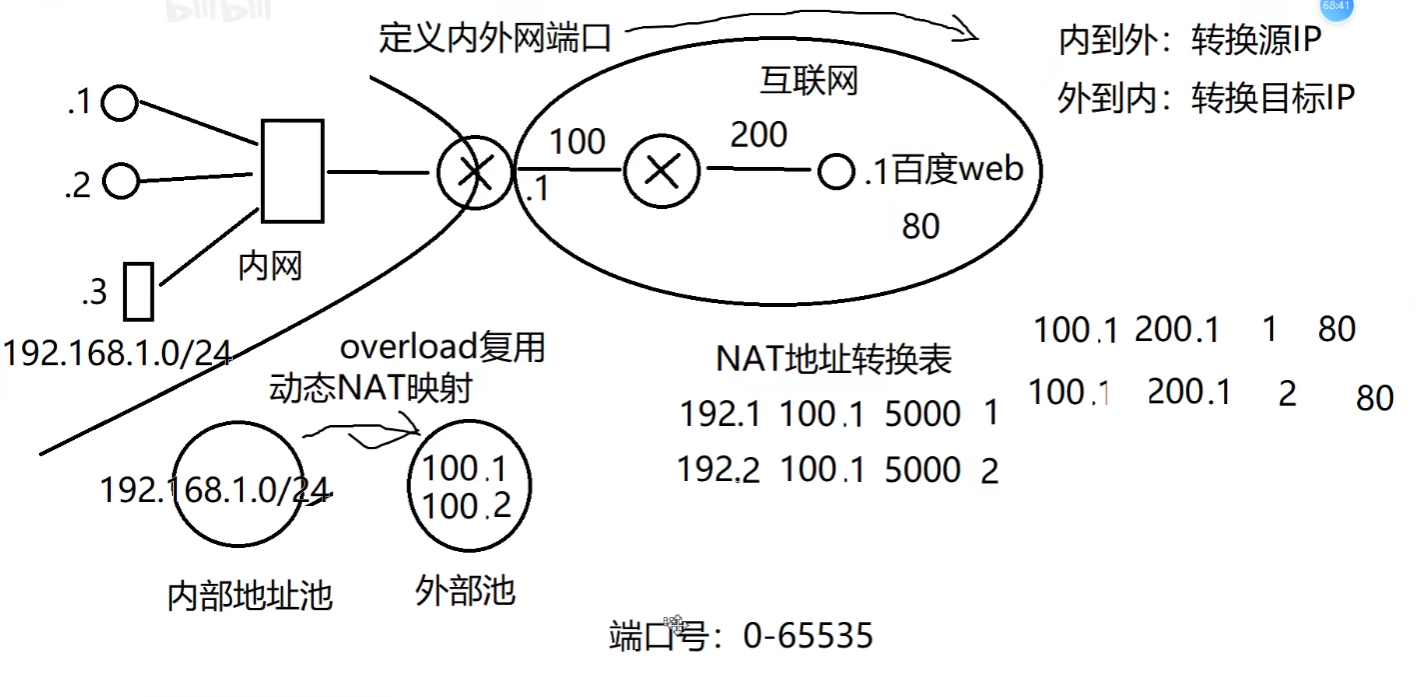 bilibili
68:41
定义内外网端口
内到外：转换源IP
外到内：转换目标IP
互联网
.1
100
200
.2
.1
.1百度web
80
内网
.3
192.168.1.0/24
overload复用
动态NAT映射
NAT地址转换表
100.1 200.1 1 80
192.1 100.1 5000 1
100.1 200.1 2 80
192.2 100.1 5000 2
192.168.1.0/24
100.1
100.2
内部地址池
外部池
端口号：0-65535